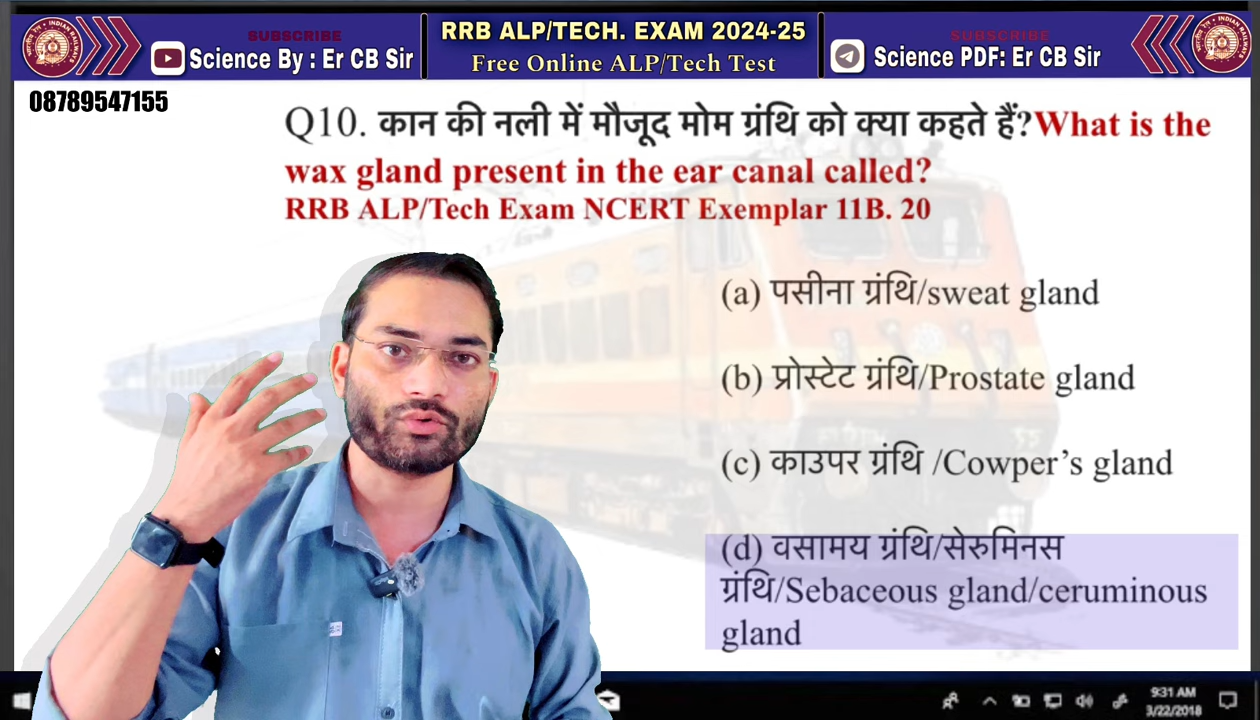 SUBSCRIBE
Science By : Er CB Sir
RRB ALP/TECH. EXAM 2024-25
Free Online ALP/Tech Test
SUBSCRIBE
Science PDF: Er CB Sir
08789547155
Q10. कान की नली में मौजूद मोम ग्रंथि को क्या कहते हैं?What is the
wax gland present in the ear canal called?
RRB ALP/Tech Exam NCERT Exemplar 11B. 20
(a) पसीना ग्रंथि/sweat gland
(b) प्रोस्टेट ग्रंथि/Prostate gland
(c) काउपर ग्रंथि /Cowper’s gland
(d) वसामय ग्रंथि/सेरुमिनस
ग्रंथि/Sebaceous gland/ceruminous
gland
9:31 AM
3/22/2018